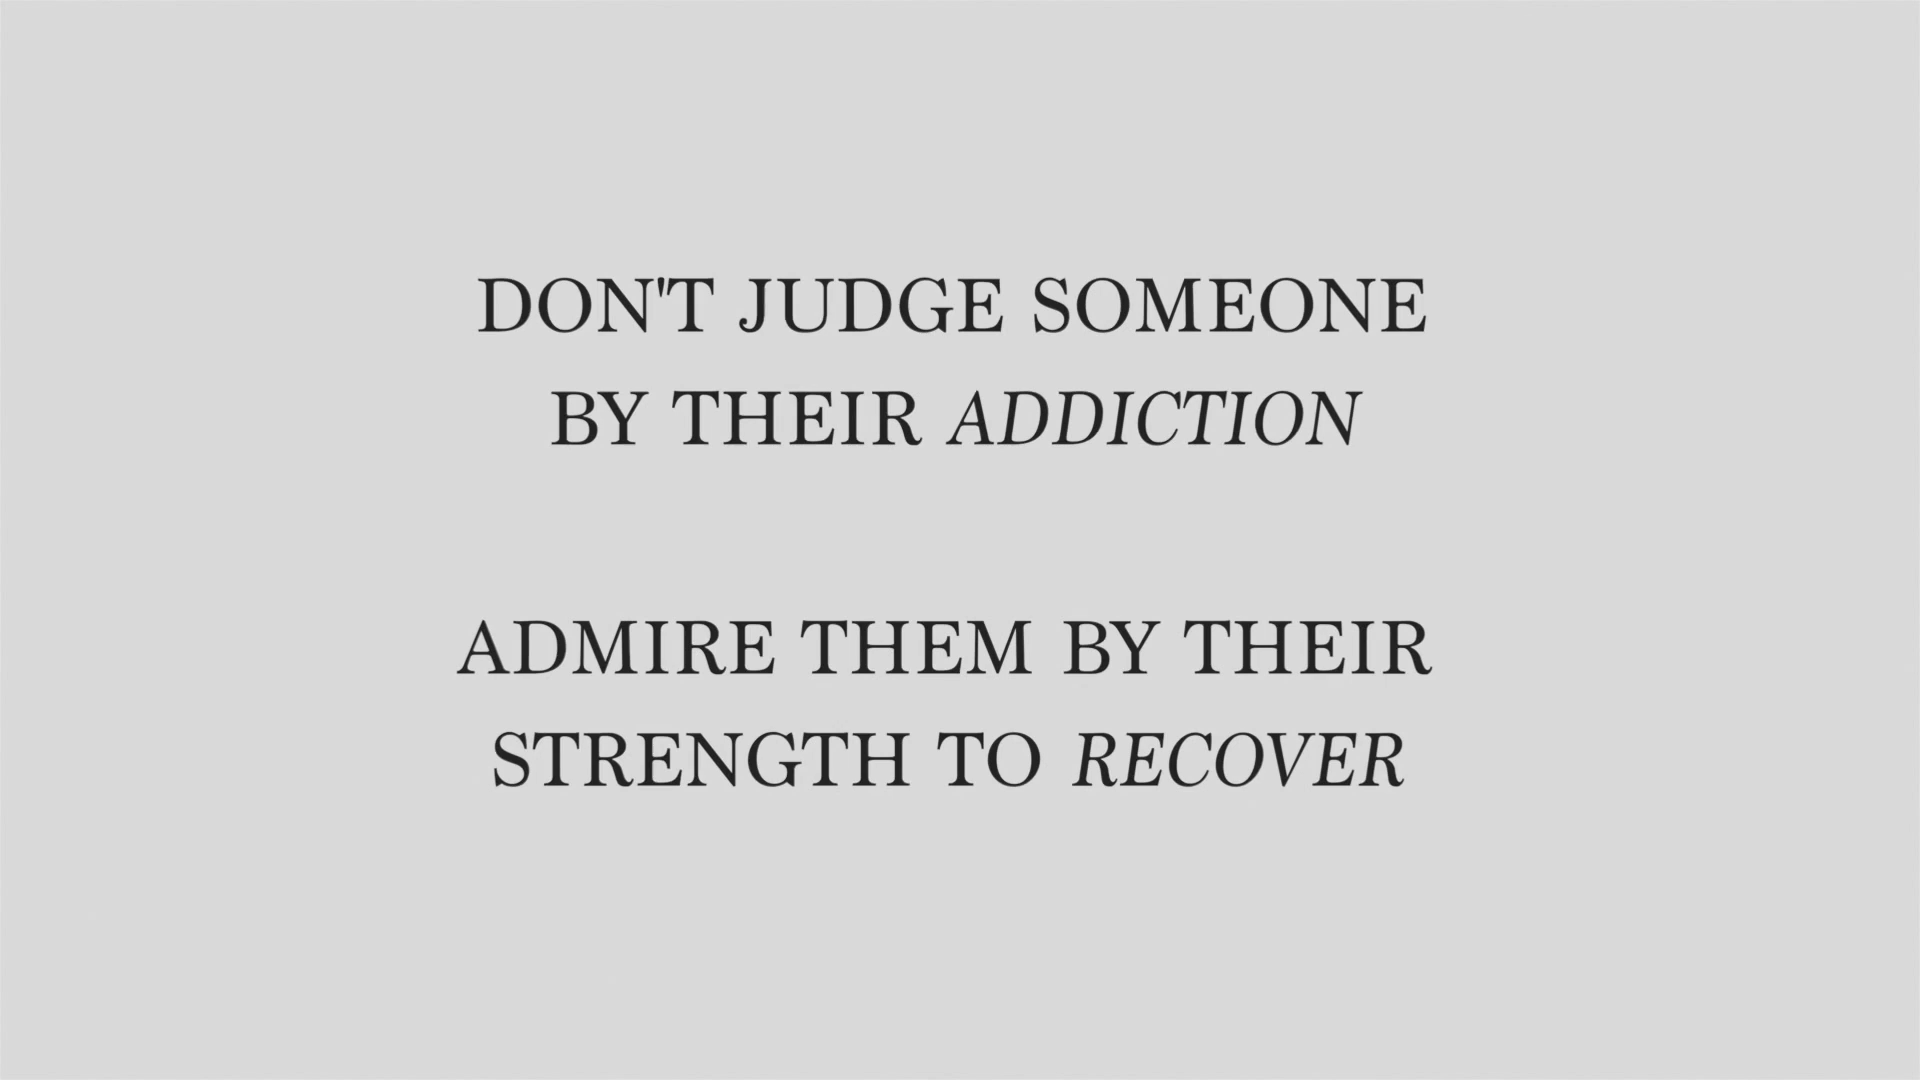 DON'T JUDGE SOMEONE
BY THEIR ADDICTION
ADMIRE THEM BY THEIR
STRENGTH TO RECOVER